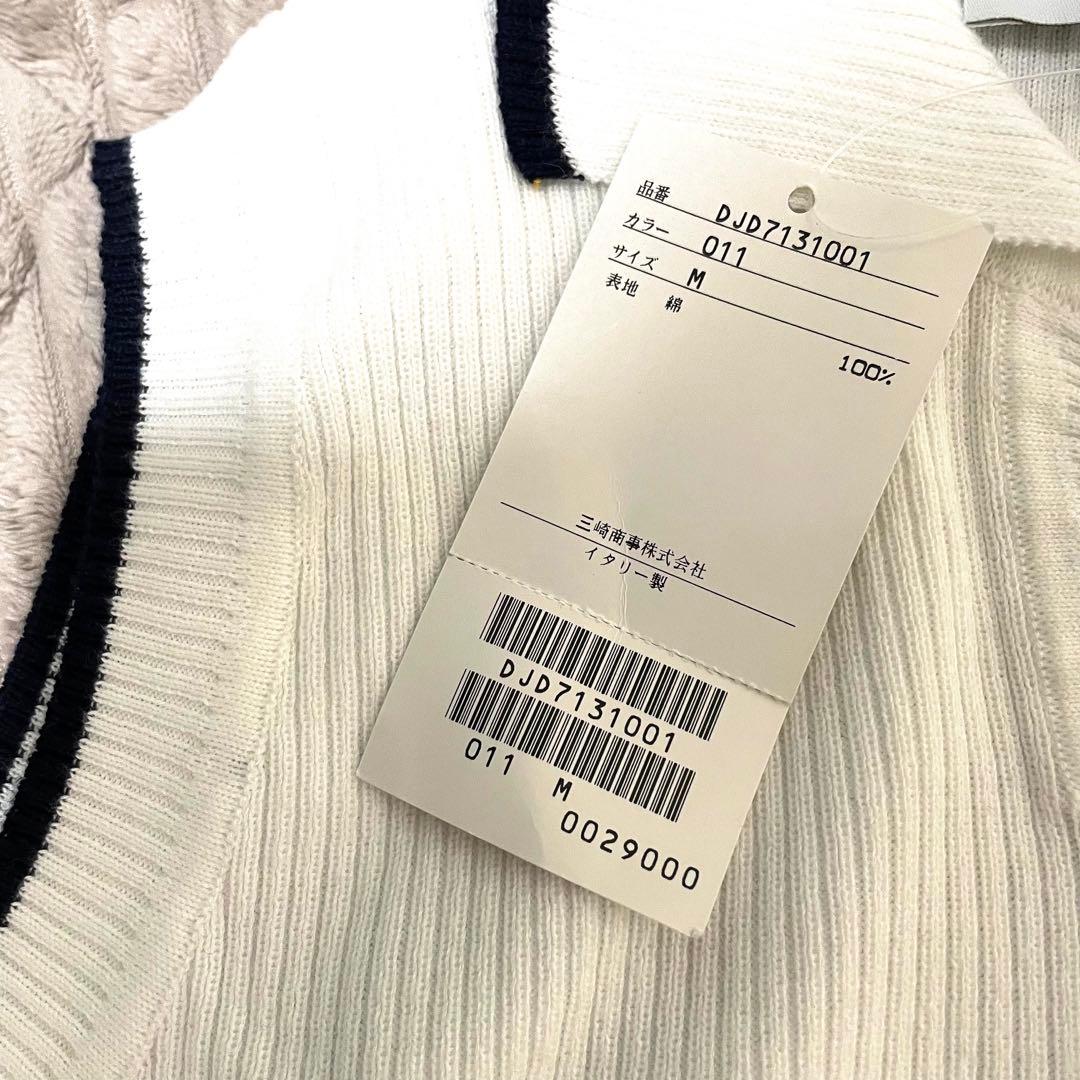 品番 DJD7131001
カラー 011
サイズ M
表地 綿
100%
三崎商事株式会社
イタリー製
DJD7131001
011 M
0029000